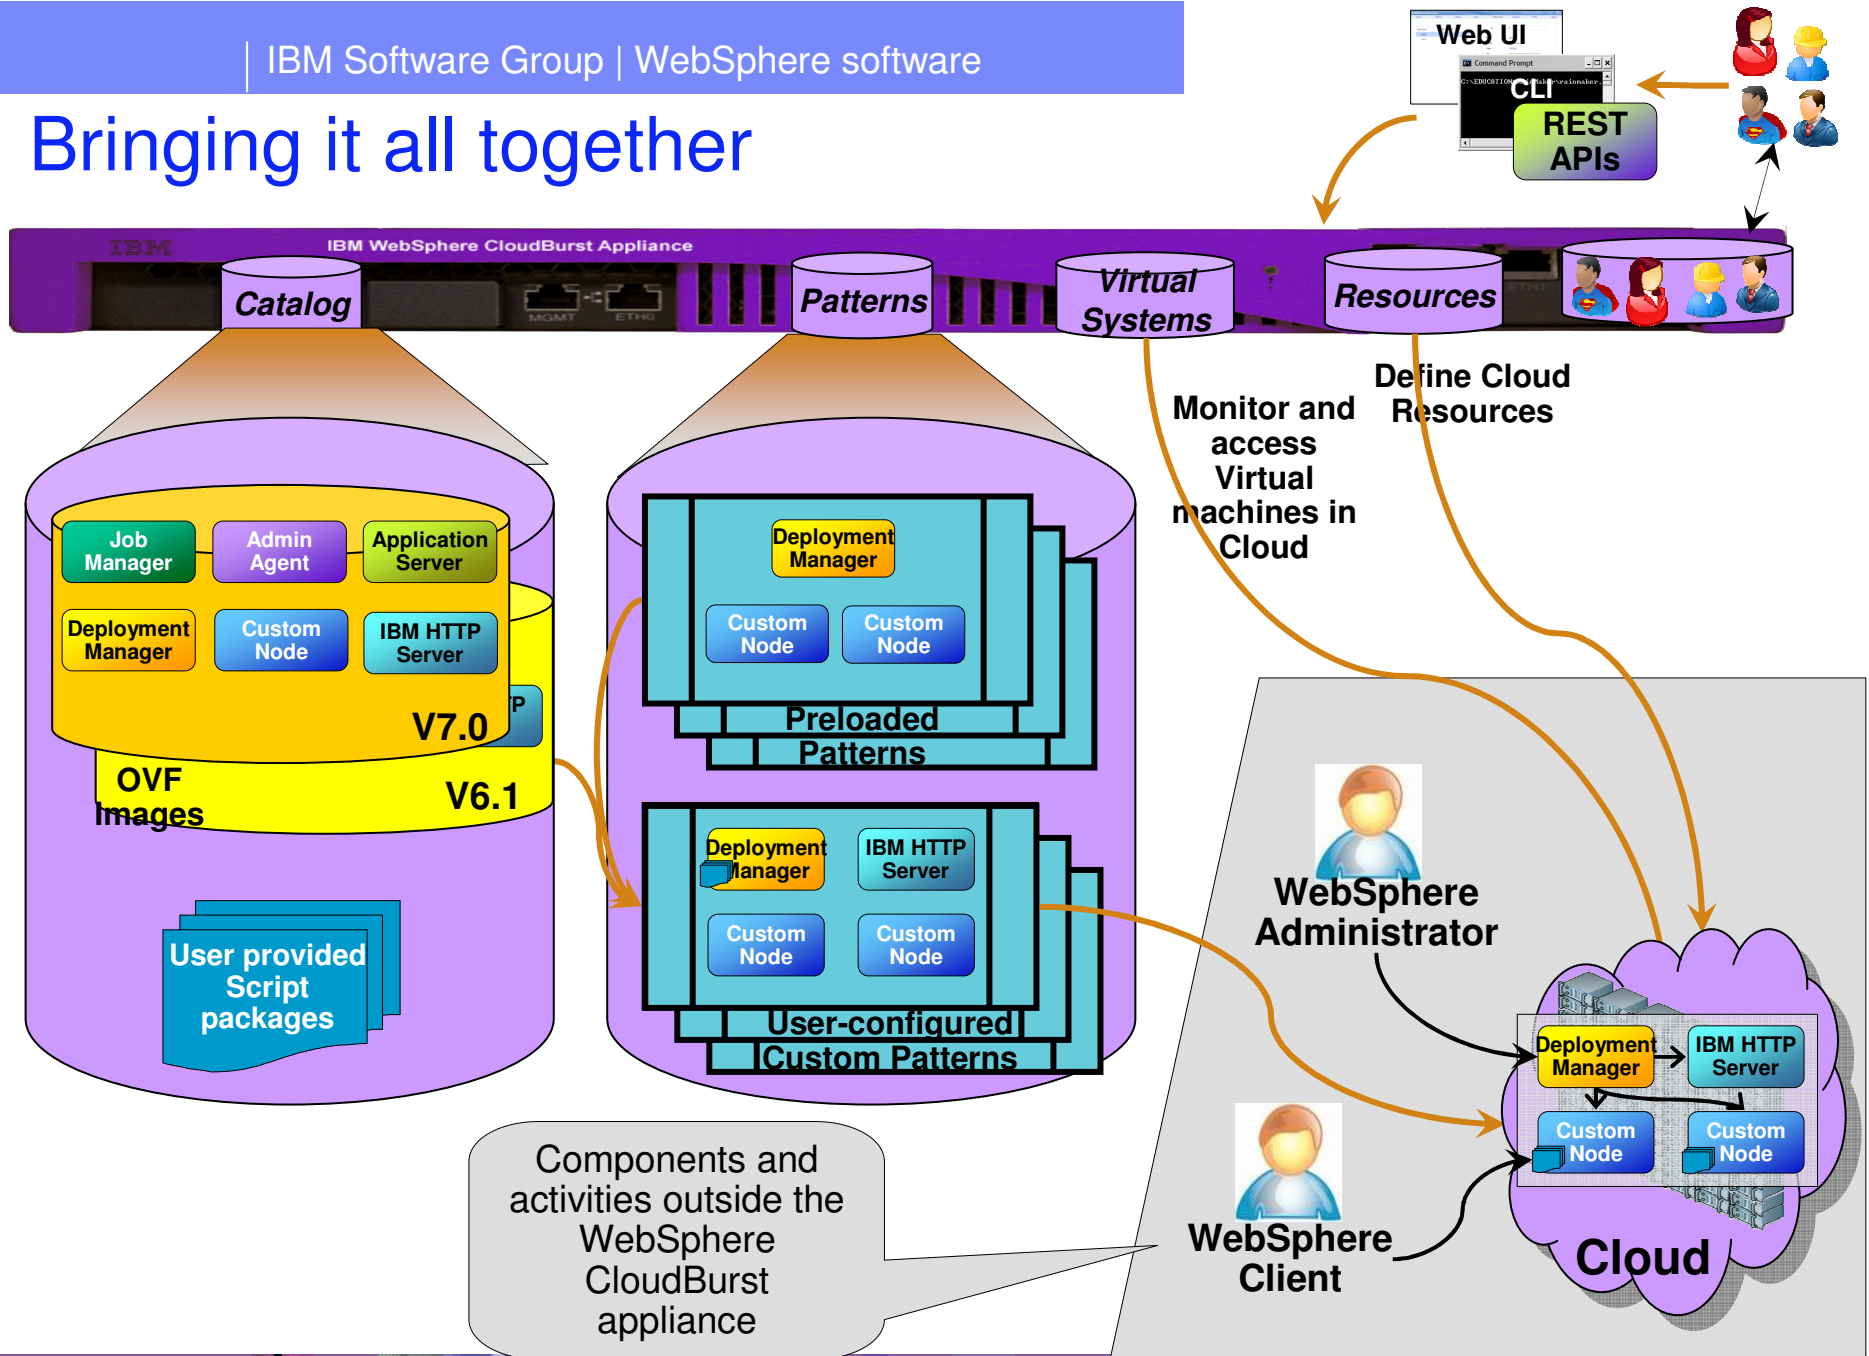 IBM Software Group | WebSphere software
Bringing it all together
Web UI
Command Prompt
CLI
REST
APIs
IBM
IBM WebSphere CloudBurst Appliance
MGMT
ETH0
ETH1
Catalog
Patterns
Virtual
Systems
Resources
Define Cloud
Resources
Monitor and
access
Virtual
machines in
Cloud
Job
Manager
Admin
Agent
Application
Server
Deployment
Manager
Custom
Node
IBM HTTP
Server
V7.0
TP
OVF
Images
V6.1
User provided
Script
packages
Deployment
Manager
Custom
Node
Custom
Node
Preloaded
Patterns
Deployment
Manager
IBM HTTP
Server
Custom
Node
Custom
Node
User-configured
Custom Patterns
WebSphere
Administrator
WebSphere
Client
Deployment
Manager
IBM HTTP
Server
Custom
Node
Custom
Node
Cloud
Components and
activities outside the
WebSphere
CloudBurst
appliance